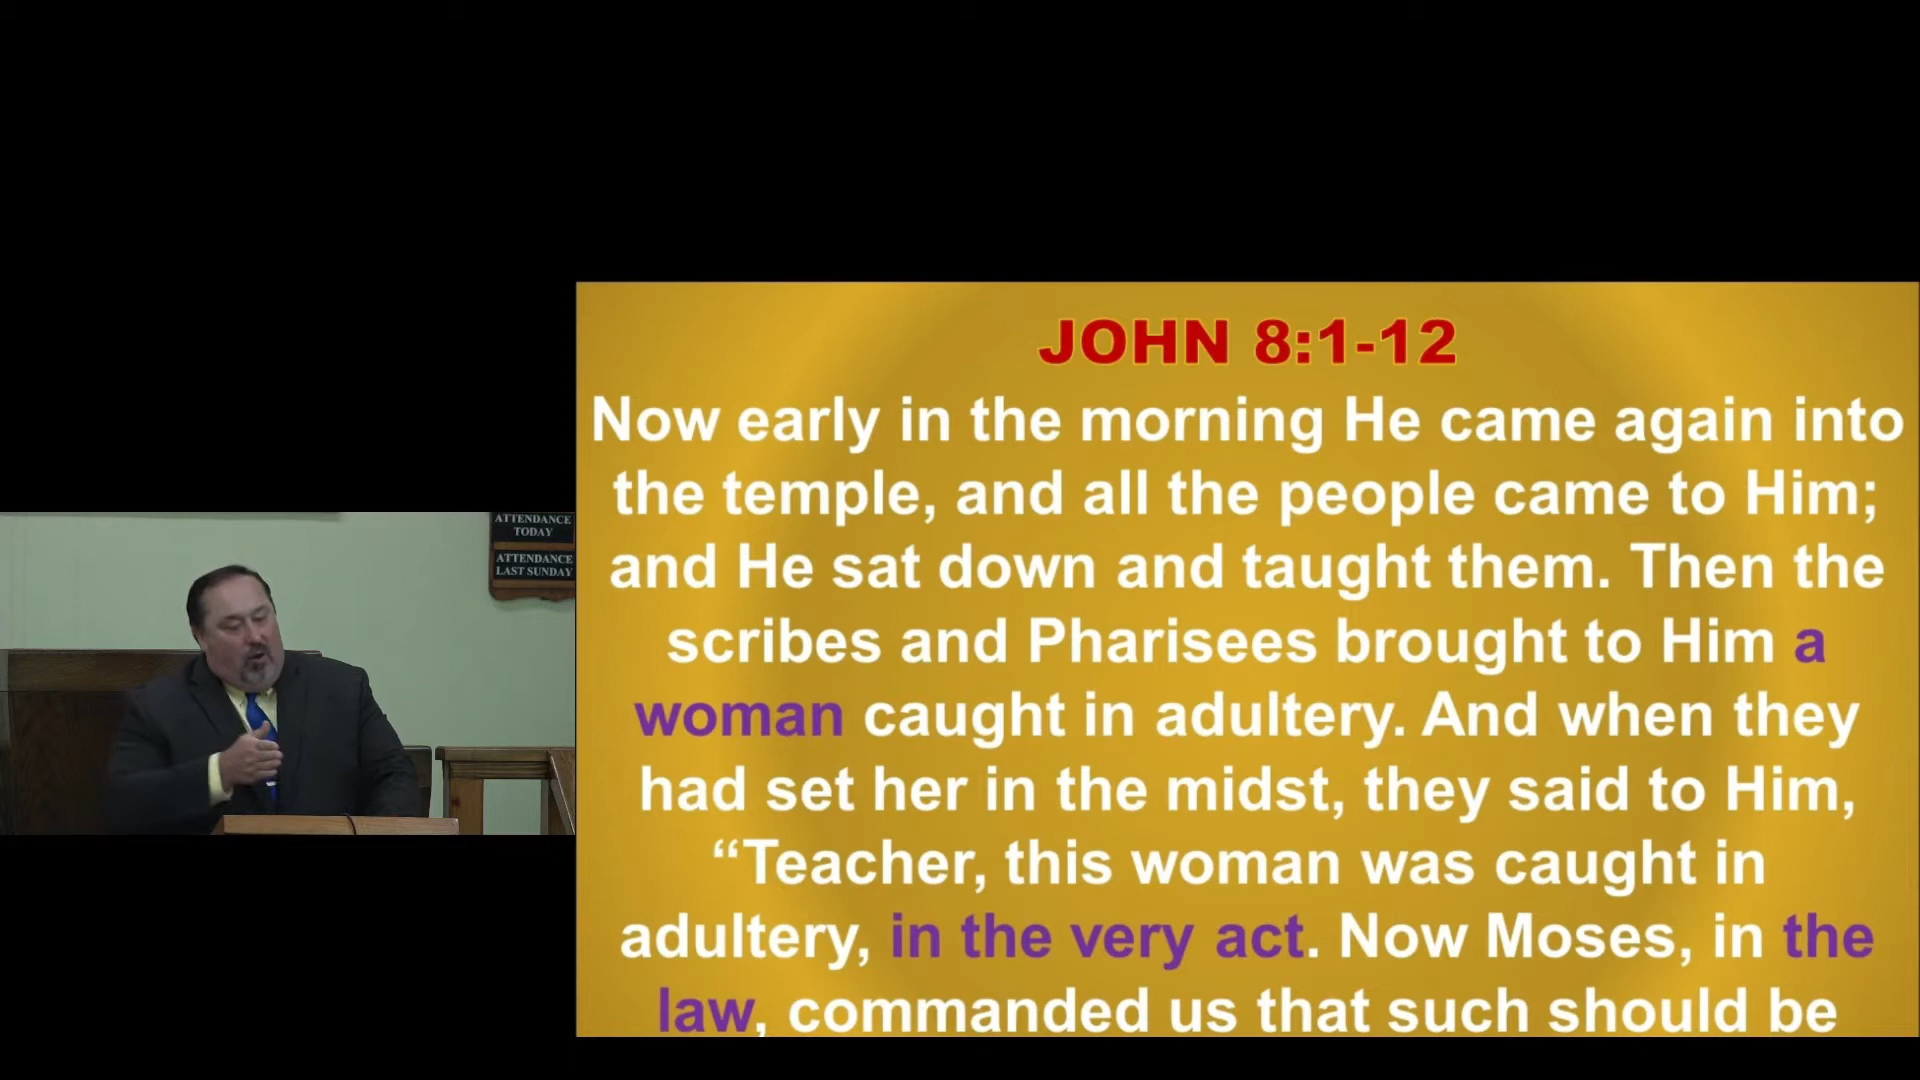 ATTENDANCE
TODAY
ATTENDANCE
LAST SUNDAY
JOHN 8:1-12
Now early in the morning He came again into
the temple, and all the people came to Him;
and He sat down and taught them. Then the
scribes and Pharisees brought to Him a
woman caught in adultery. And when they
had set her in the midst, they said to Him,
“Teacher, this woman was caught in
adultery, in the very act. Now Moses, in the
law, commanded us that such should be